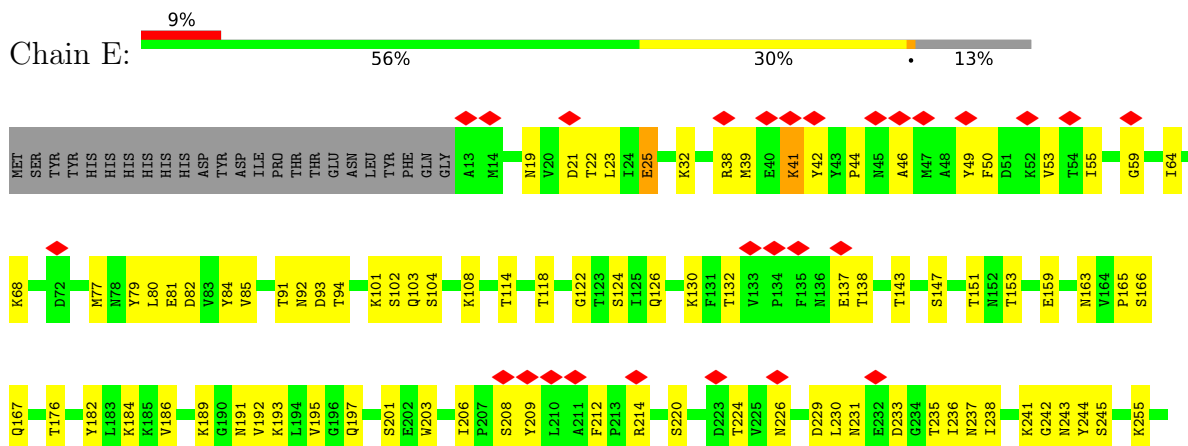 9%
Chain E:
56% 30% • 13%
MET SER TYR TYR HIS HIS HIS HIS HIS HIS ASP TYR ASP ILE PRO THR THR GLU ASN LEU TYR PHE GLN GLY A13 M14 N19 V20 D21 T22 L23 I24 E25 K32 R38 M39 E40 K41 Y42 Y43 P44 N45 A46 M47 A48 Y49 F50 D51 K52 V53 T54 I55 G59 I64
K68 D72 M77 N78 Y79 L80 E81 D82 V83 Y84 V85 T91 N92 D93 T94 K101 S102 Q103 S104 K108 T114 T118 G122 T123 S124 I125 Q126 K130 F131 T132 V133 P134 F135 N136 E137 T138 T143 S147 T151 N152 T153 E159 N163 V164 P165 S166
Q167 T176 Y182 L183 K184 K185 V186 K189 G190 N191 V192 K193 L194 V195 G196 Q197 S201 E202 W203 I206 P207 S208 Y209 L210 A211 F212 P213 R214 S220 D223 T224 V225 N226 D229 L230 N231 E232 D233 G234 T235 I236 N237 I238 K241 G242 N243 Y244 S245 K255